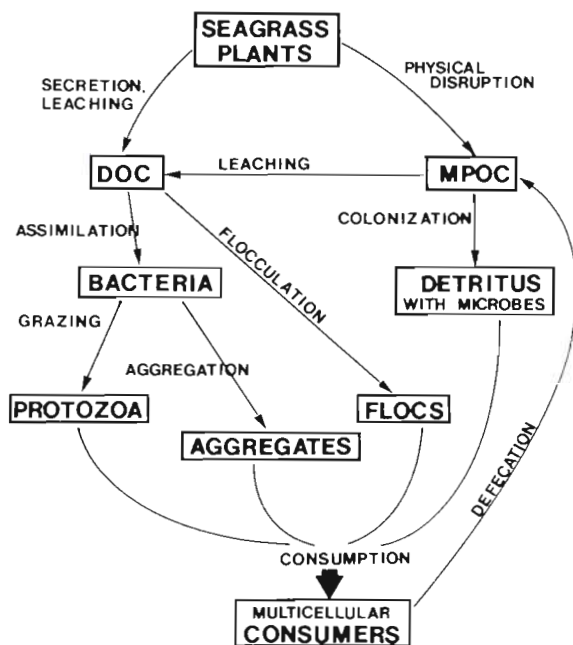 SEAGRASS
PLANTS
SECRETION,
LEACHING
PHYSICAL
DISRUPTION
DOC
LEACHING
MPOC
ASSIMILATION
FLOCCULATION
COLONIZATION
BACTERIA
DETRITUS
WITH MICROBES
GRAZING
AGGREGATION
PROTOZOA
FLOCS
AGGREGATES
DEFECATION
CONSUMPTION
MULTICELLULAR
CONSUMERS